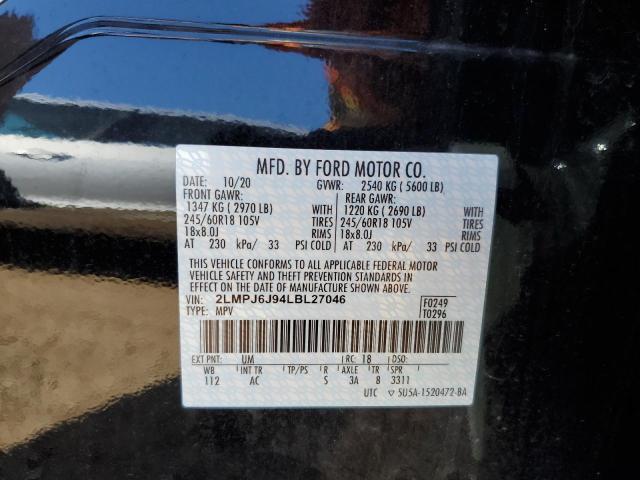 MFD. BY FORD MOTOR CO.
DATE: 10/20 GVWR: 2540 KG ( 5600 LB)
FRONT GAWR: REAR GAWR:
1347 KG ( 2970 LB) WITH 1220 KG ( 2690 LB) WITH
245/60R18 105V TIRES 245/60R18 105V TIRES
18x8.0J RIMS 18x8.0J RIMS
AT 230 kPa/ 33 PSI COLD AT 230 kPa/ 33 PSI COLD
THIS VEHICLE CONFORMS TO ALL APPLICABLE FEDERAL MOTOR
VEHICLE SAFETY AND THEFT PREVENTION STANDARDS IN
EFFECT ON THE DATE OF MANUFACTURE SHOWN ABOVE.
VIN: 2LMPJ6J94LBL27046 F0249
TYPE: MPV T0296
EXT PNT: UM RC: 18 DSO:
WB INT TR TP/PS R AXLE TR SPR
112 AC S 3A 8 3311
UTC ▽ 5U5A-1520472-BA